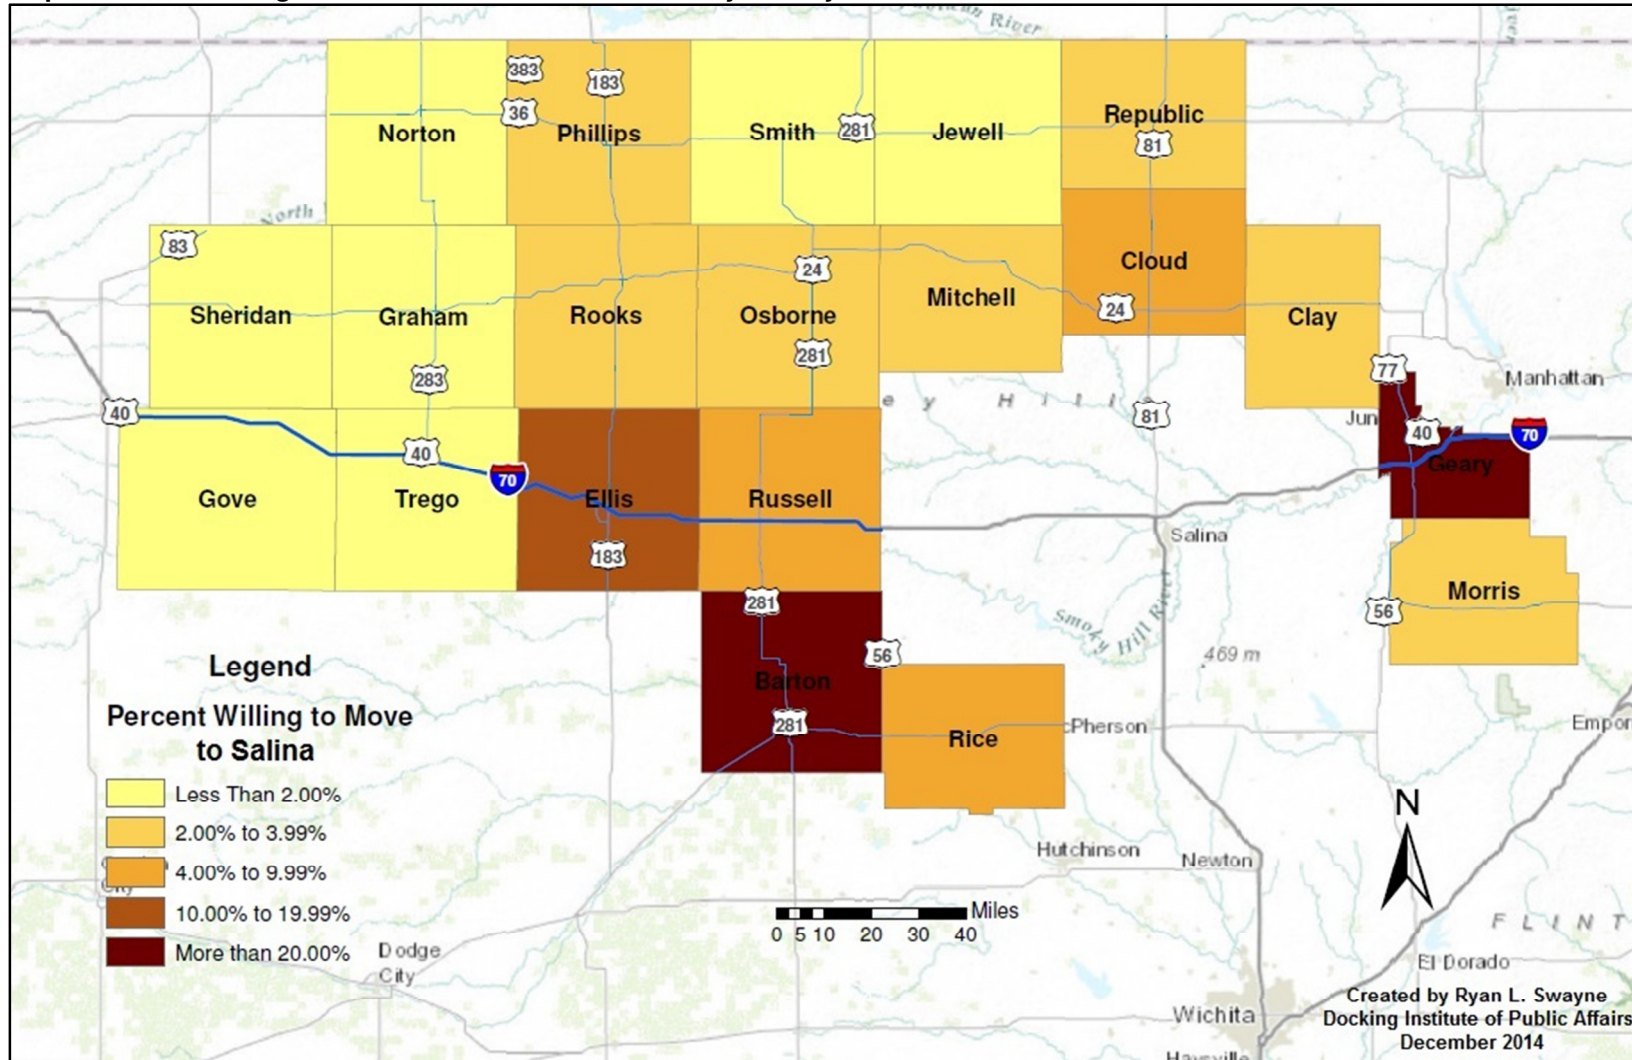 383
183
36
Norton
Phillips
Smith
281
Jewell
Republic
81
North
83
Sheridan
Graham
283
Rooks
24
Osborne
281
Mitchell
Cloud
24
Clay
40
40
70
Gove
Trego
Ellis
183
Russell
ey Hill
81
77
Manhattan
Jun
40
70
Geary
Salina
Smoky Hill River
469 m
Morris
56
281
56
Barton
281
Rice
cPherson
Empor
Hutchinson
Newton
Legend
Percent Willing to Move
to Salina
Less Than 2.00%
2.00% to 3.99%
4.00% to 9.99%
10.00% to 19.99%
More than 20.00%
City
Dodge
City
Miles
0 5 10 20 30 40
N
FLINT
El Dorado
Wichita
Created by Ryan L. Swayne
Docking Institute of Public Affairs
December 2014